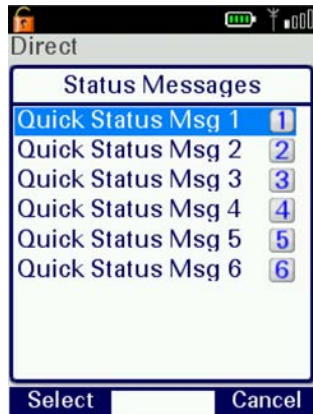 Direct
Status Messages
Quick Status Msg 1 1
Quick Status Msg 2 2
Quick Status Msg 3 3
Quick Status Msg 4 4
Quick Status Msg 5 5
Quick Status Msg 6 6
Select Cancel